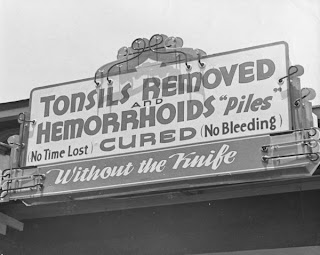 TONSILS REMOVED
AND
HEMORRHOIDS "Piles"
(No Time Lost) CURED (No Bleeding)
Without the Knife